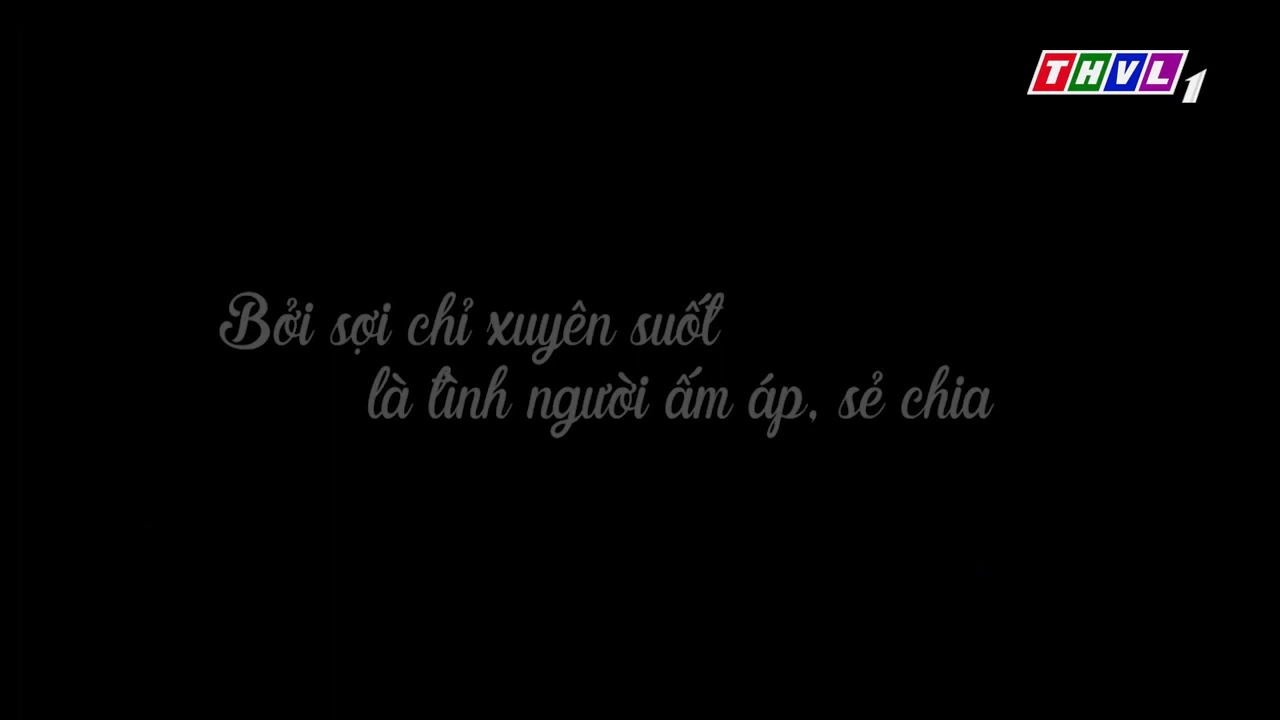 THVL1
Bởi sợi chỉ xuyên suốt
là tình người ấm áp, sẻ chia